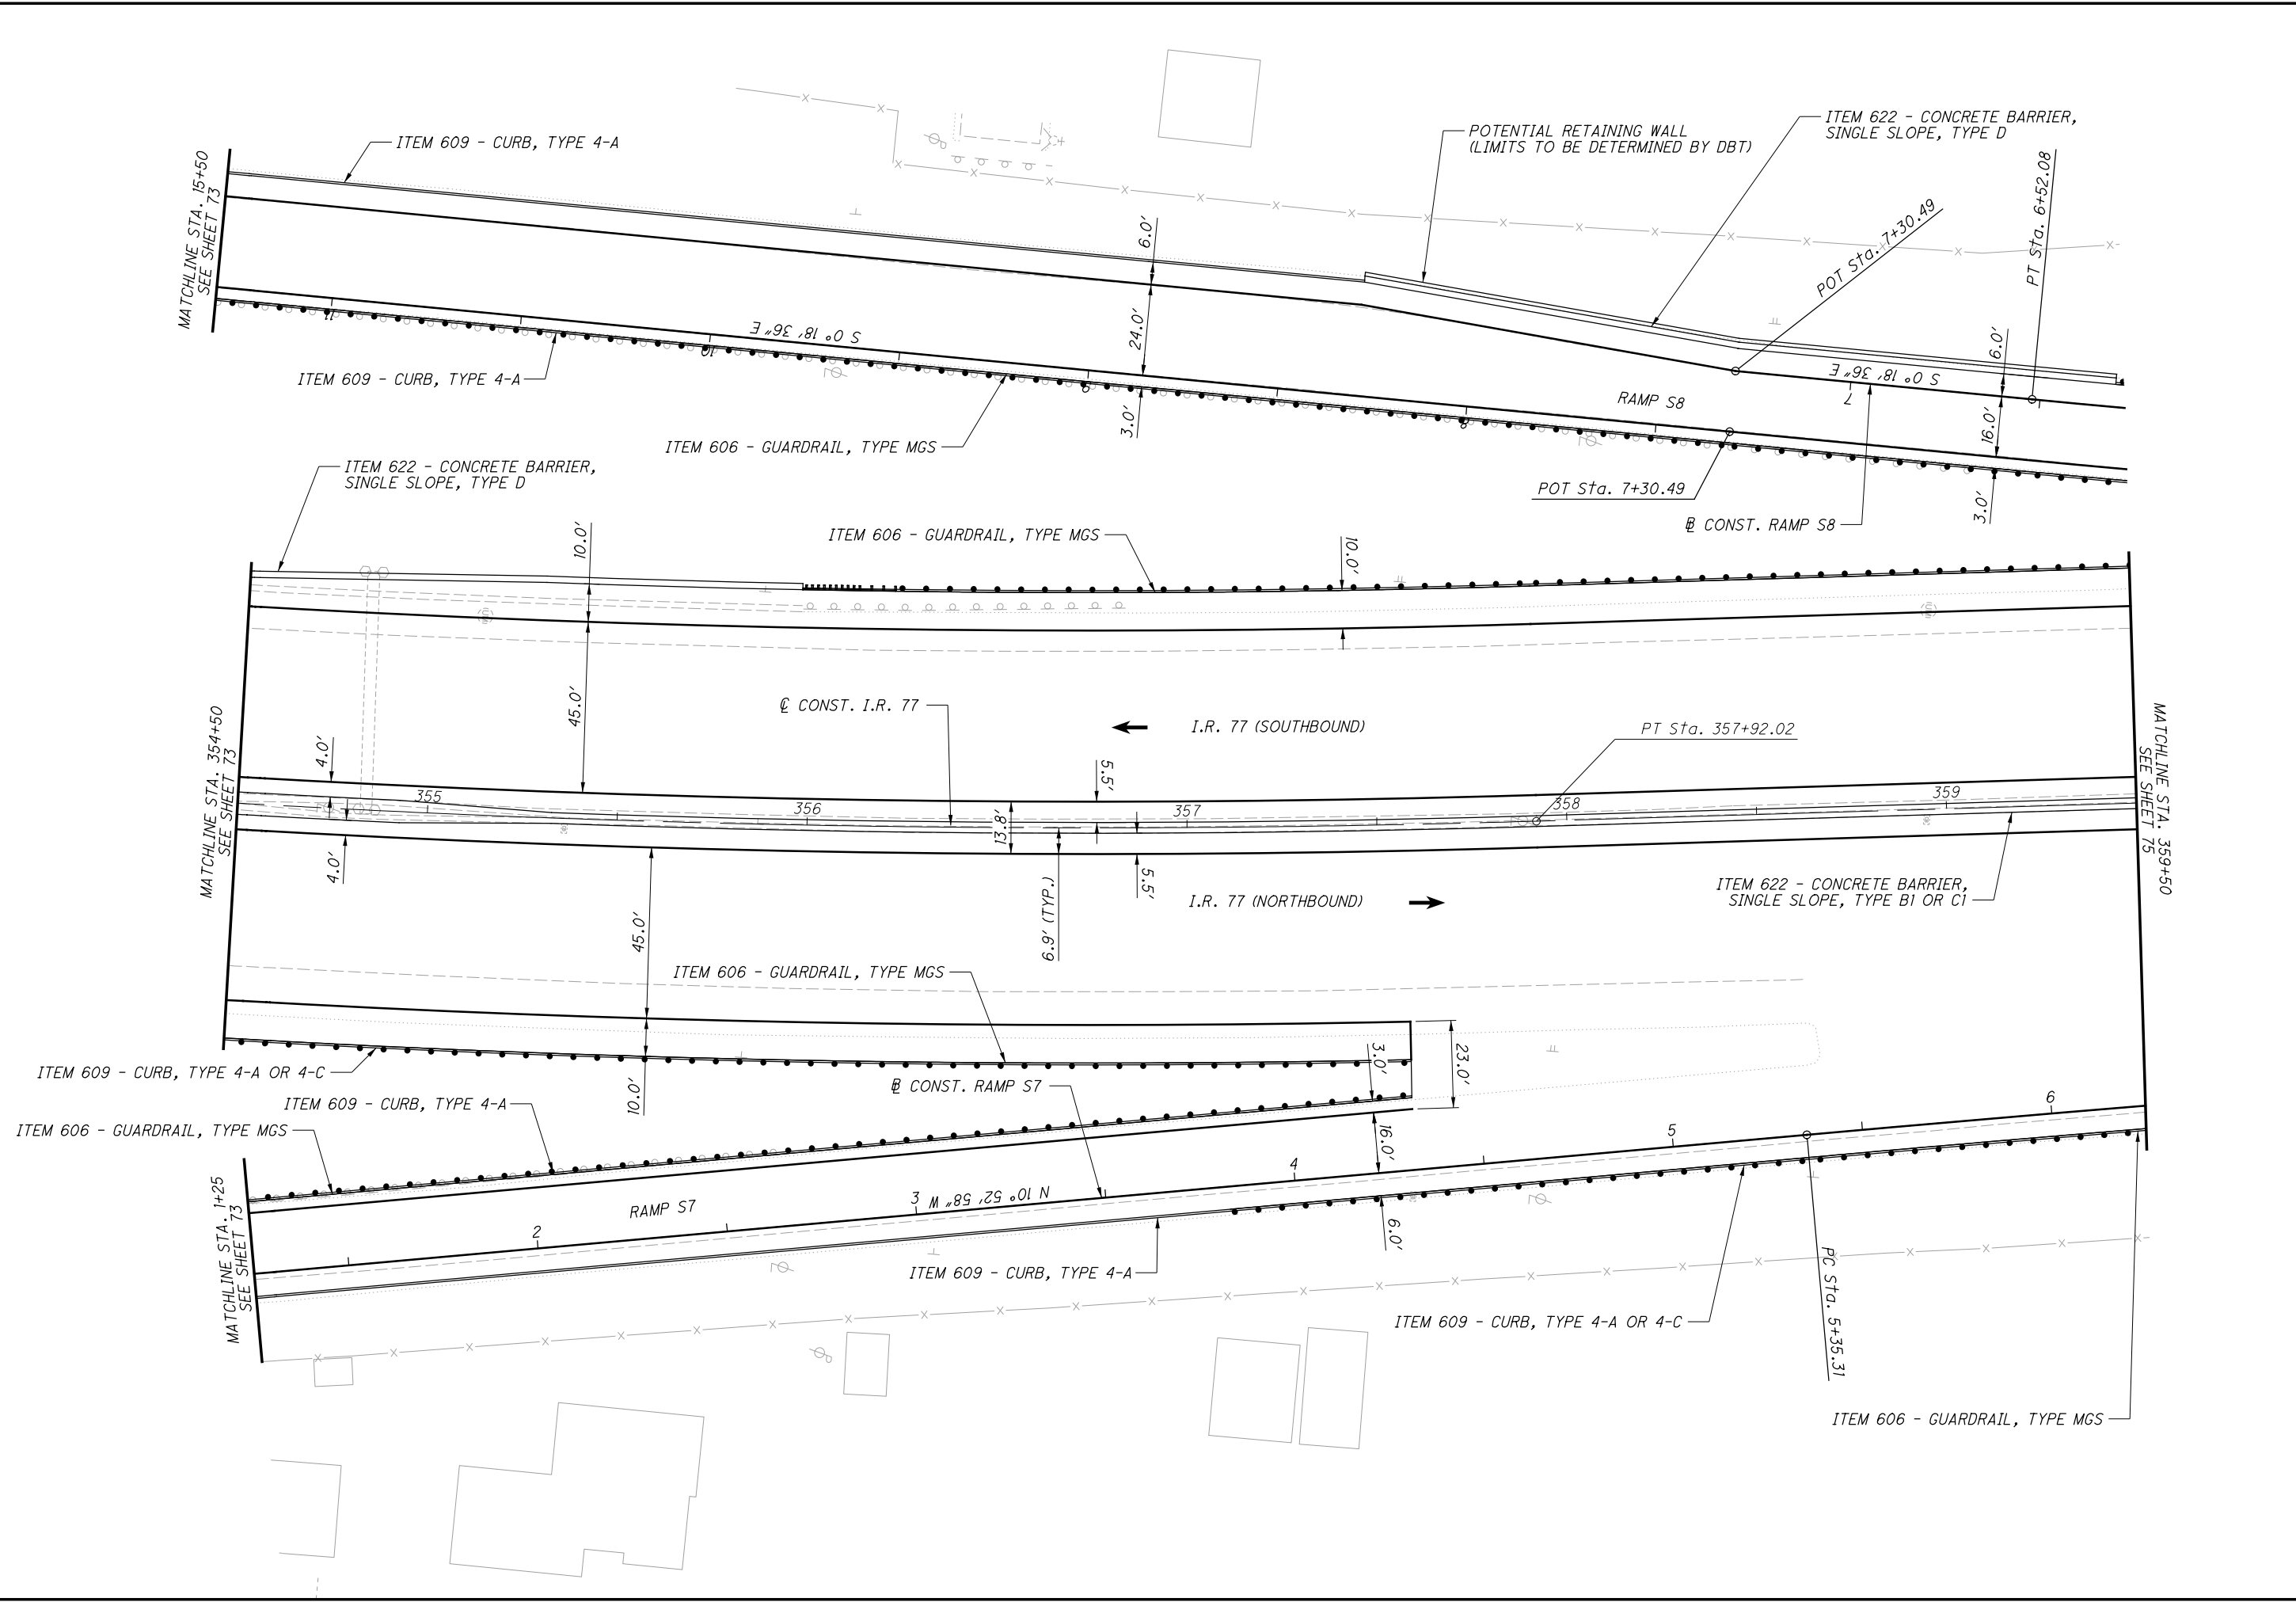 ITEM 609 - CURB, TYPE 4-A
POTENTIAL RETAINING WALL
(LIMITS TO BE DETERMINED BY DBT)
ITEM 622 - CONCRETE BARRIER,
SINGLE SLOPE, TYPE D
MATCHLINE STA. 15+50
SEE SHEET 73
6.0'
24.0'
3.0'
POT Sta. 7+30.49
PT Sta. 6+52.08
6.0'
16.0'
3.0'
11
10
9
8
7
S 0° 18' 36" E
S 0° 18' 36" E
RAMP S8
ITEM 609 - CURB, TYPE 4-A
ITEM 606 - GUARDRAIL, TYPE MGS
POT Sta. 7+30.49
℄ CONST. RAMP S8
ITEM 622 - CONCRETE BARRIER,
SINGLE SLOPE, TYPE D
10.0'
ITEM 606 - GUARDRAIL, TYPE MGS
10.0'
45.0'
℄ CONST. I.R. 77
I.R. 77 (SOUTHBOUND)
PT Sta. 357+92.02
MATCHLINE STA. 354+50
SEE SHEET 73
MATCHLINE STA. 359+50
SEE SHEET 75
4.0'
4.0'
355
356
357
358
359
5.5'
13.8'
5.5'
6.9' (TYP.)
I.R. 77 (NORTHBOUND)
ITEM 622 - CONCRETE BARRIER,
SINGLE SLOPE, TYPE B1 OR C1
45.0'
ITEM 606 - GUARDRAIL, TYPE MGS
ITEM 609 - CURB, TYPE 4-A OR 4-C
10.0'
3.0'
23.0'
℄ CONST. RAMP S7
ITEM 609 - CURB, TYPE 4-A
ITEM 606 - GUARDRAIL, TYPE MGS
16.0'
MATCHLINE STA. 1+25
SEE SHEET 73
RAMP S7
N 10° 52' 58" W
2
3
4
5
6
6.0'
ITEM 609 - CURB, TYPE 4-A
PC Sta. 5+35.31
ITEM 609 - CURB, TYPE 4-A OR 4-C
ITEM 606 - GUARDRAIL, TYPE MGS